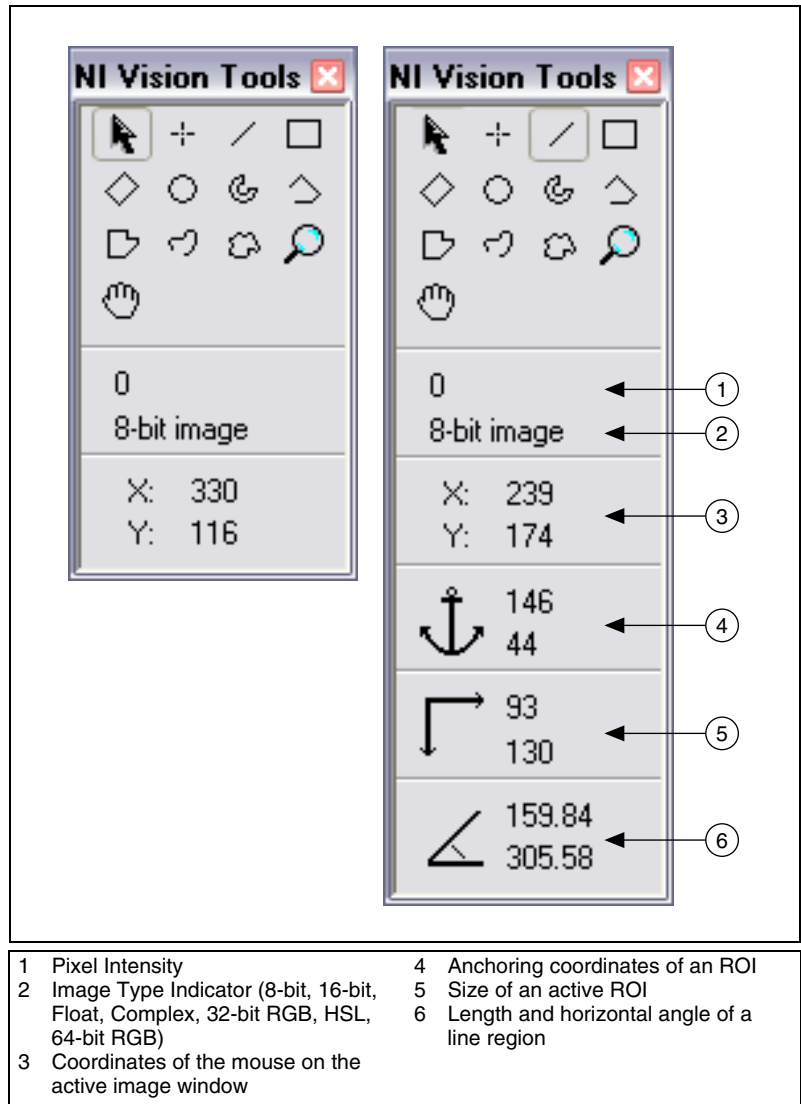 NI Vision Tools
0
8-bit image
X: 330
Y: 116
NI Vision Tools
0
8-bit image
X: 239
Y: 174
146
44
93
130
159.84
305.58
1
2
3
4
5
6
1 Pixel Intensity
2 Image Type Indicator (8-bit, 16-bit,
Float, Complex, 32-bit RGB, HSL,
64-bit RGB)
3 Coordinates of the mouse on the
active image window
4 Anchoring coordinates of an ROI
5 Size of an active ROI
6 Length and horizontal angle of a
line region